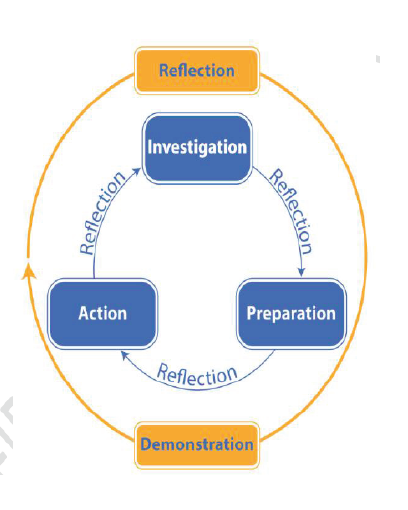 Reflection
Investigation
Reflection
Reflection
Action
Preparation
Reflection
Demonstration